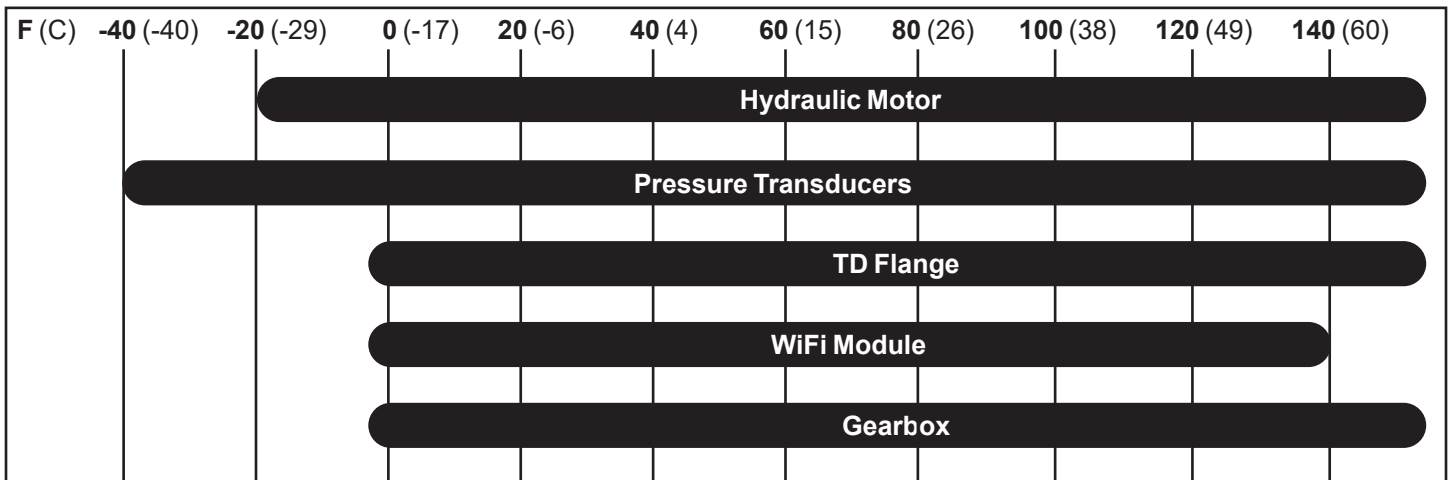 F (C) -40 (-40) -20 (-29) 0 (-17) 20 (-6) 40 (4) 60 (15) 80 (26) 100 (38) 120 (49) 140 (60)
Hydraulic Motor
Pressure Transducers
TD Flange
WiFi Module
Gearbox